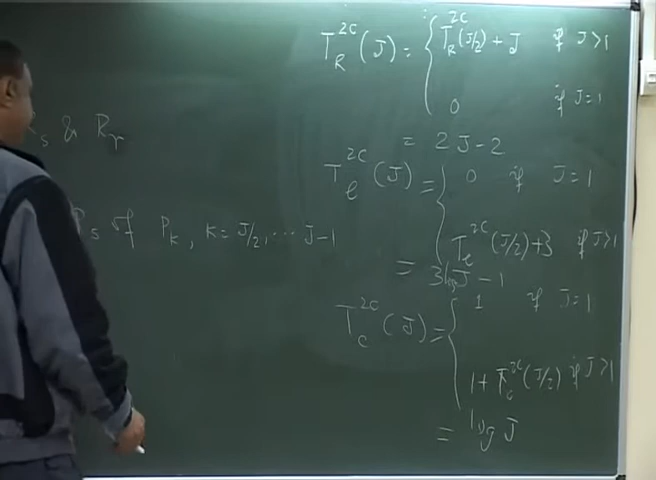 T_R^{2C}(J) = { T_R^{2C}(J/2) + J if J>1
0 if J=1
= 2J-2
R_s & R_r
T_e^{2C}(J) = { 0 if J=1
P_s of P_k, k = J/2, ... J-1
T_e^{2C}(J/2)+3 if J>1
= 3 log J - 1
T_c^{2C}(J) = { 1 if J=1
1+T_c^{2C}(J/2) if J>1
= log J